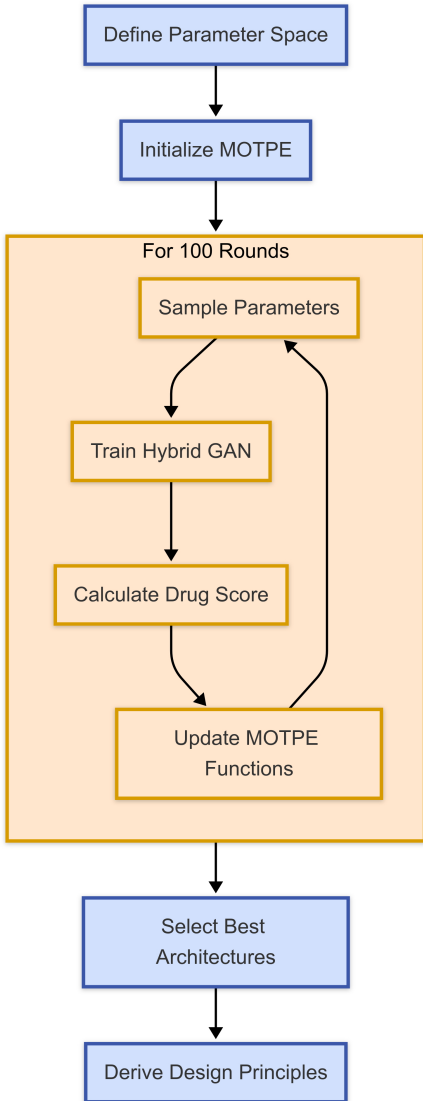 Define Parameter Space
Initialize MOTPE
For 100 Rounds
Sample Parameters
Train Hybrid GAN
Calculate Drug Score
Update MOTPE
Functions
Select Best
Architectures
Derive Design Principles